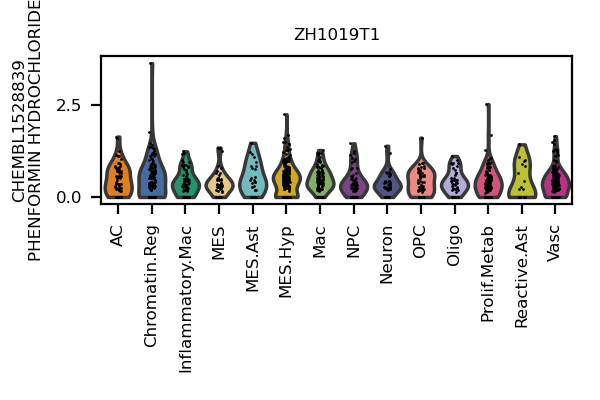 ZH1019T1
CHEMBL1528839
PHENFORMIN HYDROCHLORIDE
2.5
0.0
AC
Chromatin.Reg
Inflammatory.Mac
MES
MES.Ast
MES.Hyp
Mac
NPC
Neuron
OPC
Oligo
Prolif.Metab
Reactive.Ast
Vasc